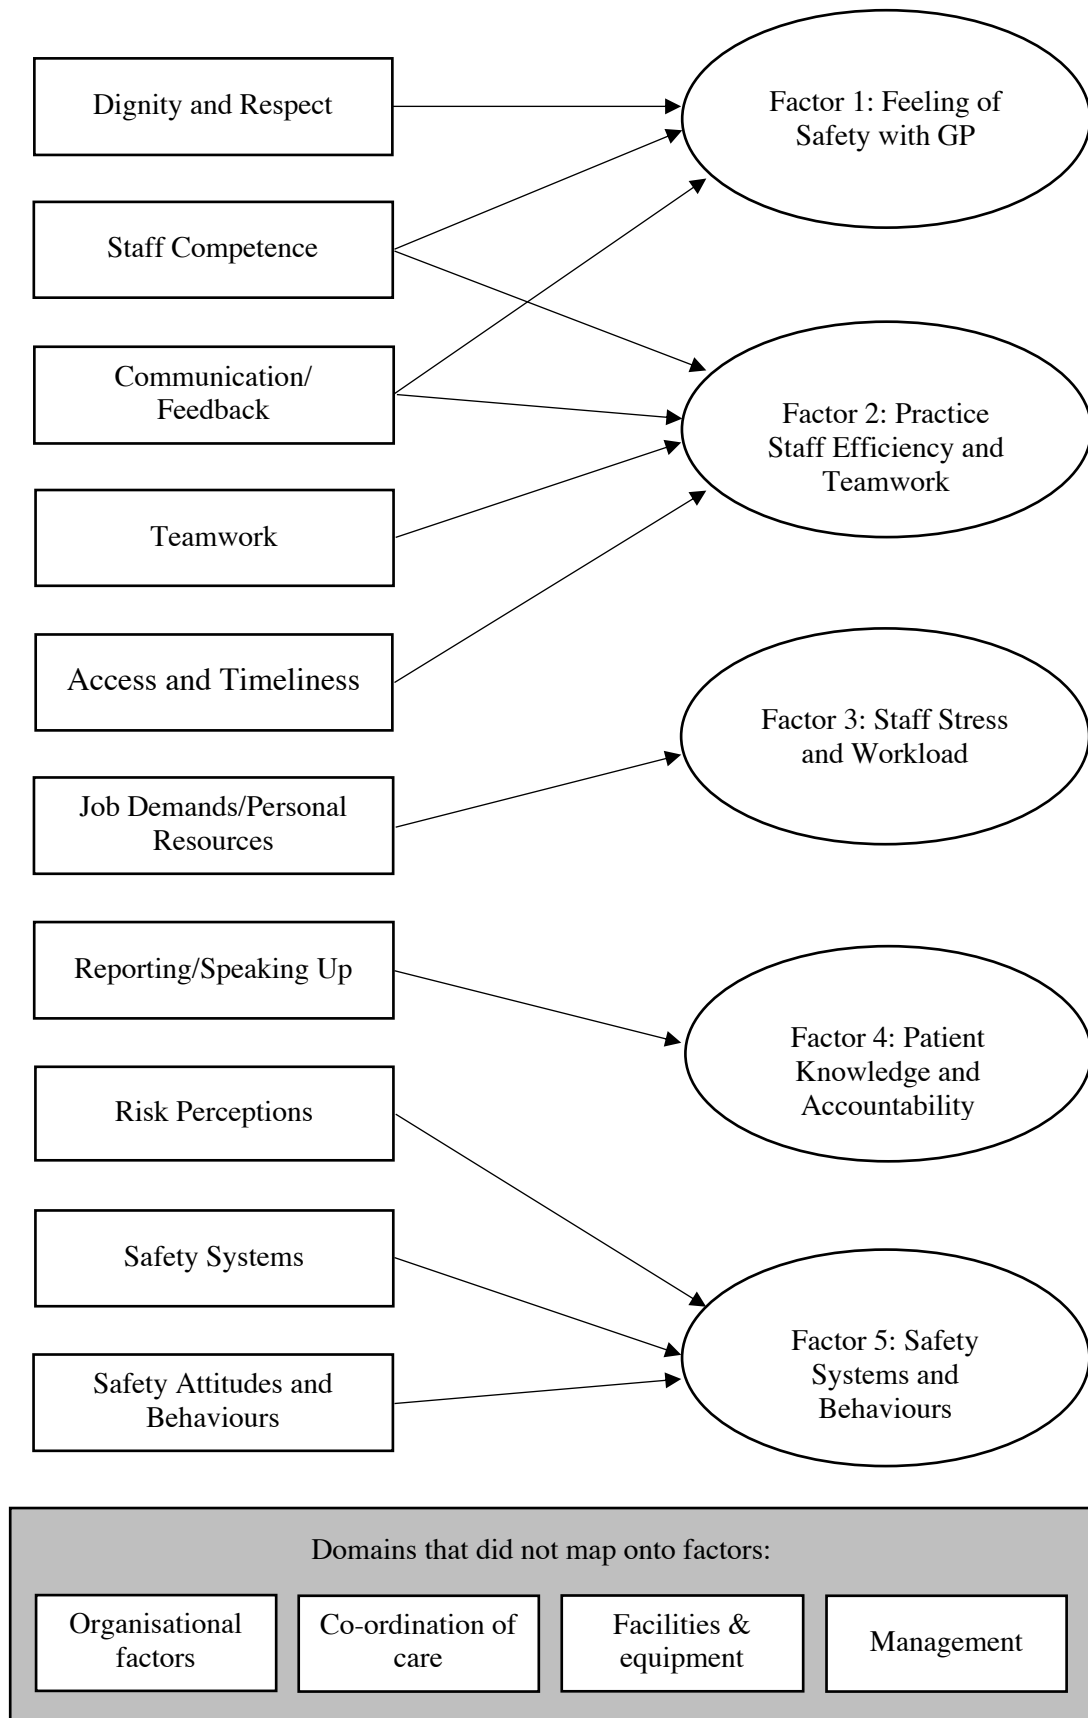 Dignity and Respect
Factor 1: Feeling of
Safety with GP
Staff Competence
Communication/
Feedback
Factor 2: Practice
Staff Efficiency and
Teamwork
Teamwork
Access and Timeliness
Factor 3: Staff Stress
and Workload
Job Demands/Personal
Resources
Reporting/Speaking Up
Factor 4: Patient
Knowledge and
Accountability
Risk Perceptions
Safety Systems
Factor 5: Safety
Systems and
Behaviours
Safety Attitudes and
Behaviours
Domains that did not map onto factors:
Organisational
factors
Co-ordination of
care
Facilities &
equipment
Management